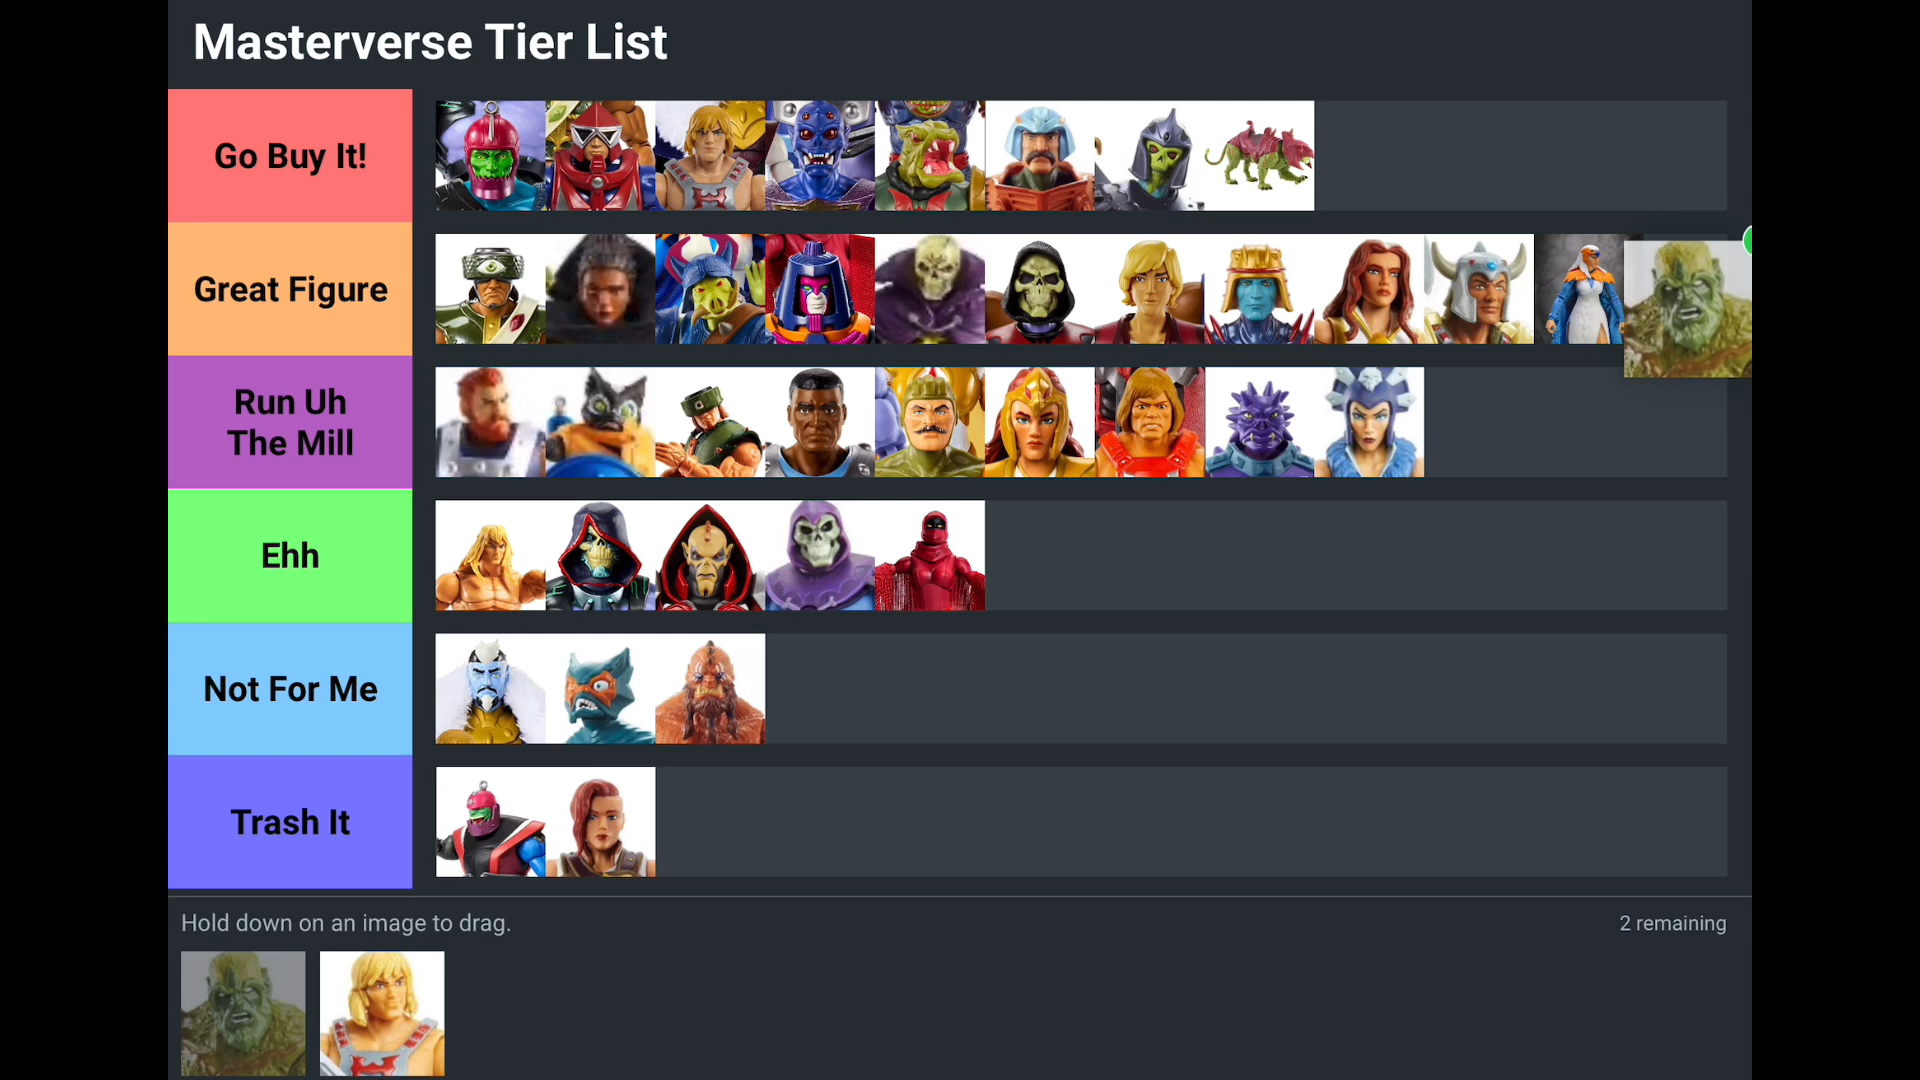 Masterverse Tier List
Go Buy It!
Great Figure
Run Uh
The Mill
Ehh
Not For Me
Trash It
Hold down on an image to drag.
2 remaining